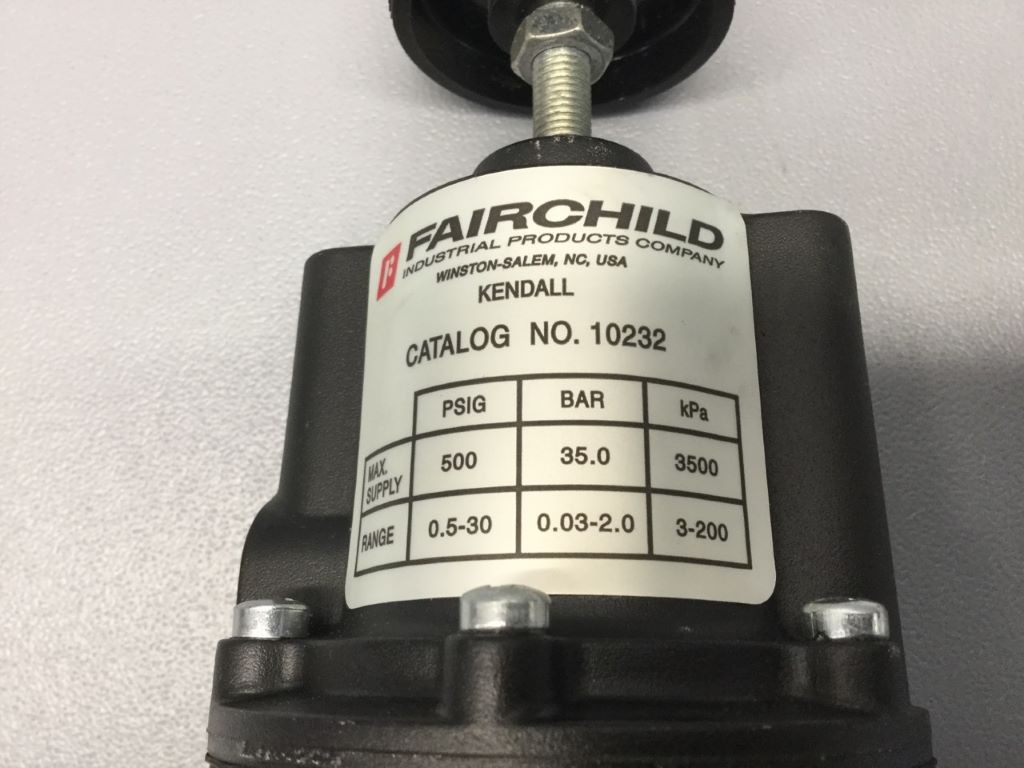 FAIRCHILD
INDUSTRIAL PRODUCTS COMPANY
WINSTON-SALEM, NC, USA
KENDALL
CATALOG NO. 10232
PSIG BAR kPa
MAX. SUPPLY 500 35.0 3500
RANGE 0.5-30 0.03-2.0 3-200